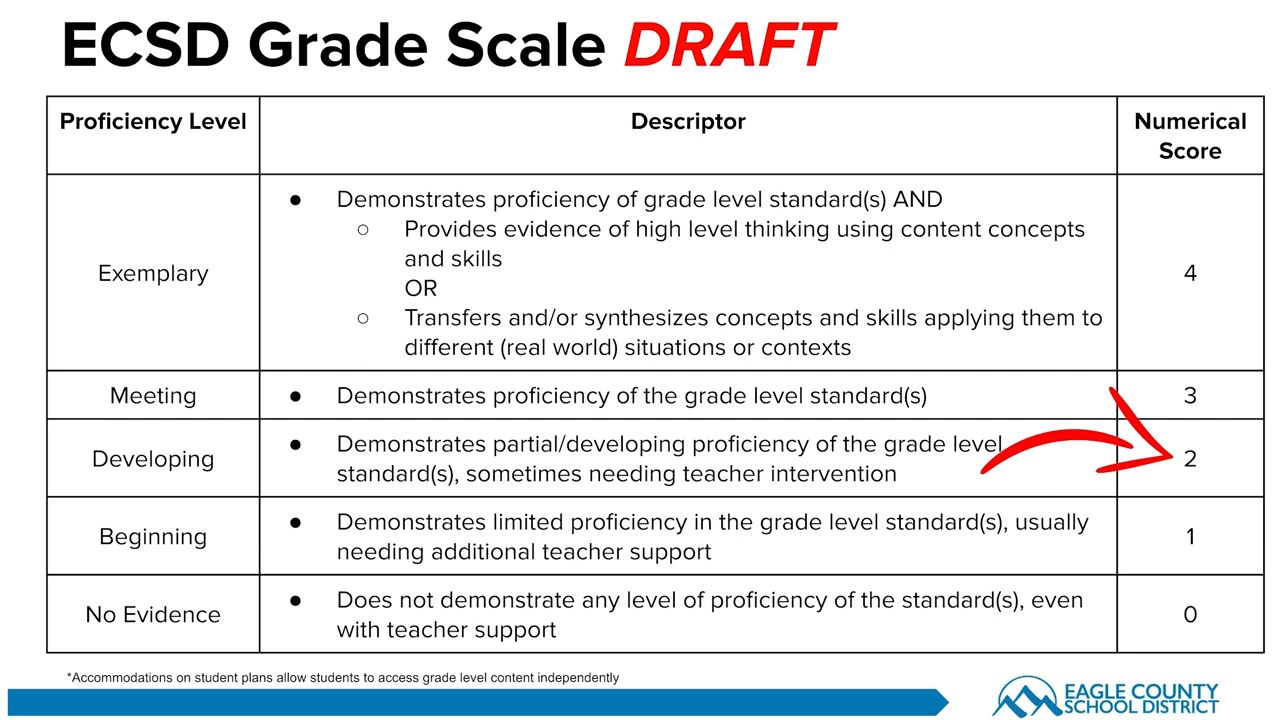 ECSD Grade Scale DRAFT
Proficiency Level
Descriptor
Numerical
Score
Exemplary
● Demonstrates proficiency of grade level standard(s) AND
○ Provides evidence of high level thinking using content concepts
and skills
OR
○ Transfers and/or synthesizes concepts and skills applying them to
different (real world) situations or contexts
4
Meeting
● Demonstrates proficiency of the grade level standard(s)
3
Developing
● Demonstrates partial/developing proficiency of the grade level
standard(s), sometimes needing teacher intervention
2
Beginning
● Demonstrates limited proficiency in the grade level standard(s), usually
needing additional teacher support
1
No Evidence
● Does not demonstrate any level of proficiency of the standard(s), even
with teacher support
0
*Accommodations on student plans allow students to access grade level content independently
EAGLE COUNTY
SCHOOL DISTRICT